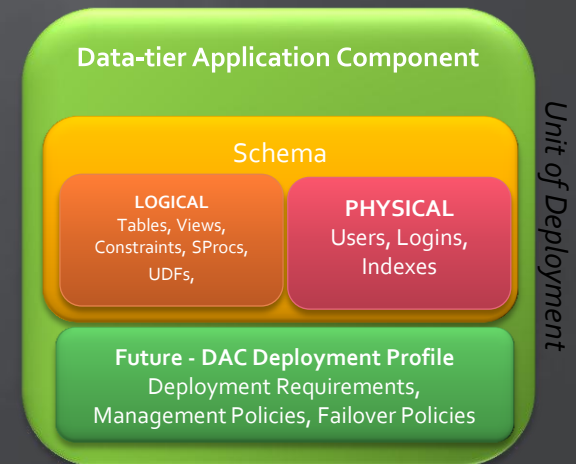 Data-tier Application Component
Schema
LOGICAL
Tables, Views,
Constraints, SProcs,
UDFs,
PHYSICAL
Users, Logins,
Indexes
Future - DAC Deployment Profile
Deployment Requirements,
Management Policies, Failover Policies
Unit of Deployment